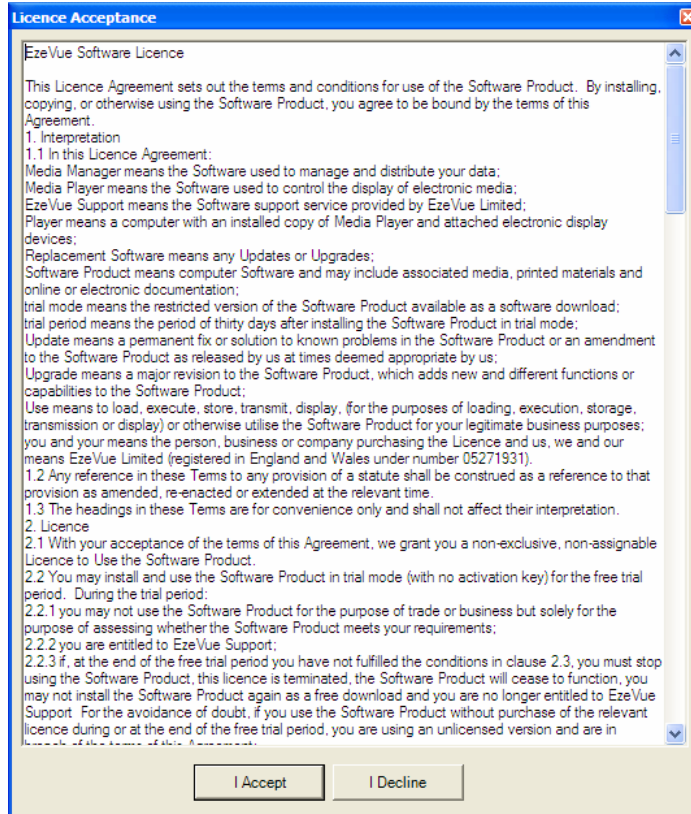 Licence Acceptance
EzeVue Software Licence
This Licence Agreement sets out the terms and conditions for use of the Software Product.  By installing,
copying, or otherwise using the Software Product, you agree to be bound by the terms of this
Agreement.
1. Interpretation
1.1 In this Licence Agreement:
Media Manager means the Software used to manage and distribute your data;
Media Player means the Software used to control the display of electronic media;
EzeVue Support means the Software support service provided by EzeVue Limited;
Player means a computer with an installed copy of Media Player and attached electronic display
devices;
Replacement Software means any Updates or Upgrades;
Software Product means computer Software and may include associated media, printed materials and
online or electronic documentation;
trial mode means the restricted version of the Software Product available as a software download;
trial period means the period of thirty days after installing the Software Product in trial mode;
Update means a permanent fix or solution to known problems in the Software Product or an amendment
to the Software Product as released by us at times deemed appropriate by us;
Upgrade means a major revision to the Software Product, which adds new and different functions or
capabilities to the Software Product;
Use means to load, execute, store, transmit, display, (for the purposes of loading, execution, storage,
transmission or display) or otherwise utilise the Software Product for your legitimate business purposes;
you and your means the person, business or company purchasing the Licence and us, we and our
means EzeVue Limited (registered in England and Wales under number 05271931).
1.2 Any reference in these Terms to any provision of a statute shall be construed as a reference to that
provision as amended, re-enacted or extended at the relevant time.
1.3 The headings in these Terms are for convenience only and shall not affect their interpretation.
2. Licence
2.1 With your acceptance of the terms of this Agreement, we grant you a non-exclusive, non-assignable
Licence to Use the Software Product.
2.2 You may install and use the Software Product in trial mode (with no activation key) for the free trial
period.  During the trial period:
2.2.1 you may not use the Software Product for the purpose of trade or business but solely for the
purpose of assessing whether the Software Product meets your requirements;
2.2.2 you are entitled to EzeVue Support;
2.2.3 if, at the end of the free trial period you have not fulfilled the conditions in clause 2.3, you must stop
using the Software Product, this licence is terminated, the Software Product will cease to function, you
may not install the Software Product again as a free download and you are no longer entitled to EzeVue
Support  For the avoidance of doubt, if you use the Software Product without purchase of the relevant
licence during or at the end of the free trial period, you are using an unlicensed version and are in
breach of the terms of this Agreement;
I Accept
I Decline